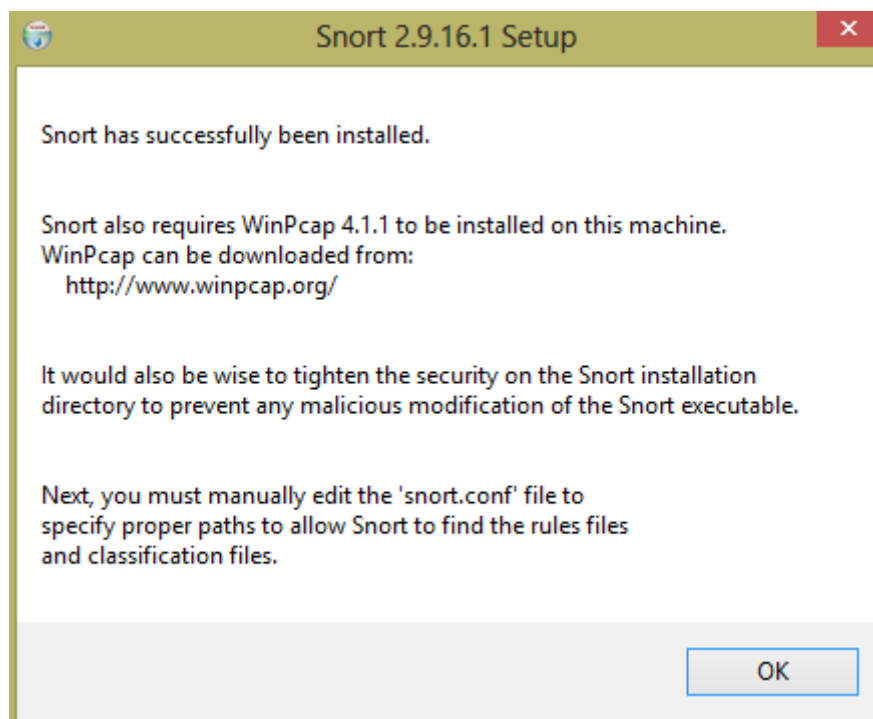 Snort 2.9.16.1 Setup
Snort has successfully been installed.
Snort also requires WinPcap 4.1.1 to be installed on this machine.
WinPcap can be downloaded from:
http://www.winpcap.org/
It would also be wise to tighten the security on the Snort installation
directory to prevent any malicious modification of the Snort executable.
Next, you must manually edit the 'snort.conf' file to
specify proper paths to allow Snort to find the rules files
and classification files.
OK